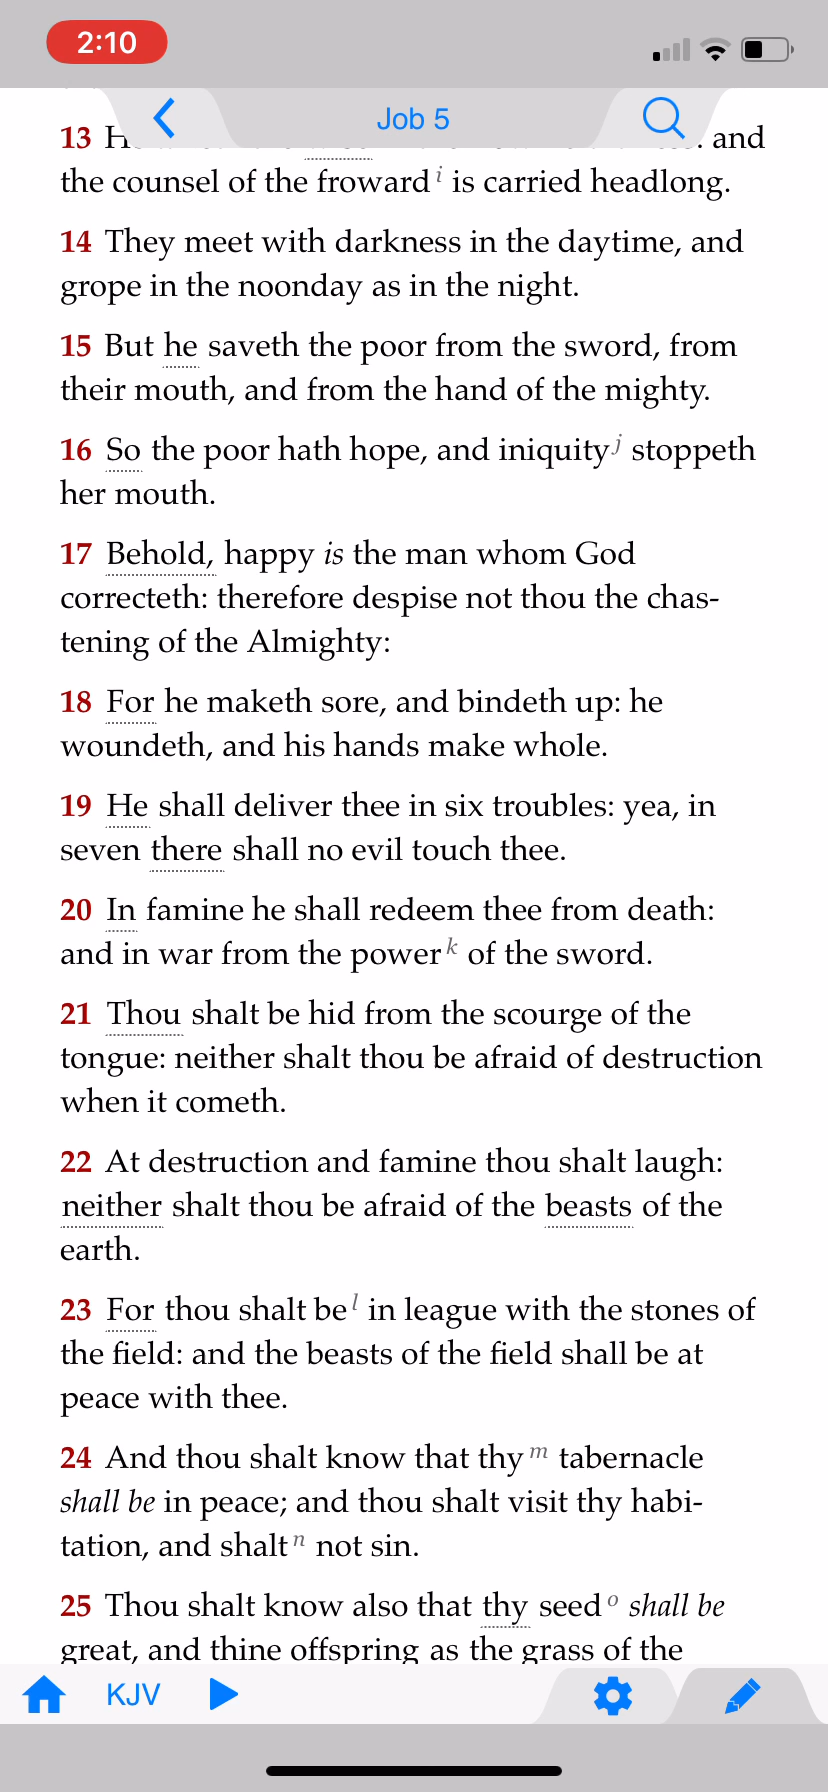 2:10
Job 5
13 and
the counsel of the froward i is carried headlong.
14 They meet with darkness in the daytime, and
grope in the noonday as in the night.
15 But he saveth the poor from the sword, from
their mouth, and from the hand of the mighty.
16 So the poor hath hope, and iniquity j stoppeth
her mouth.
17 Behold, happy is the man whom God
correcteth: therefore despise not thou the chas-
tening of the Almighty:
18 For he maketh sore, and bindeth up: he
woundeth, and his hands make whole.
19 He shall deliver thee in six troubles: yea, in
seven there shall no evil touch thee.
20 In famine he shall redeem thee from death:
and in war from the power k of the sword.
21 Thou shalt be hid from the scourge of the
tongue: neither shalt thou be afraid of destruction
when it cometh.
22 At destruction and famine thou shalt laugh:
neither shalt thou be afraid of the beasts of the
earth.
23 For thou shalt be l in league with the stones of
the field: and the beasts of the field shall be at
peace with thee.
24 And thou shalt know that thy m tabernacle
shall be in peace; and thou shalt visit thy habi-
tation, and shalt n not sin.
25 Thou shalt know also that thy seed o shall be
great, and thine offspring as the grass of the
KJV